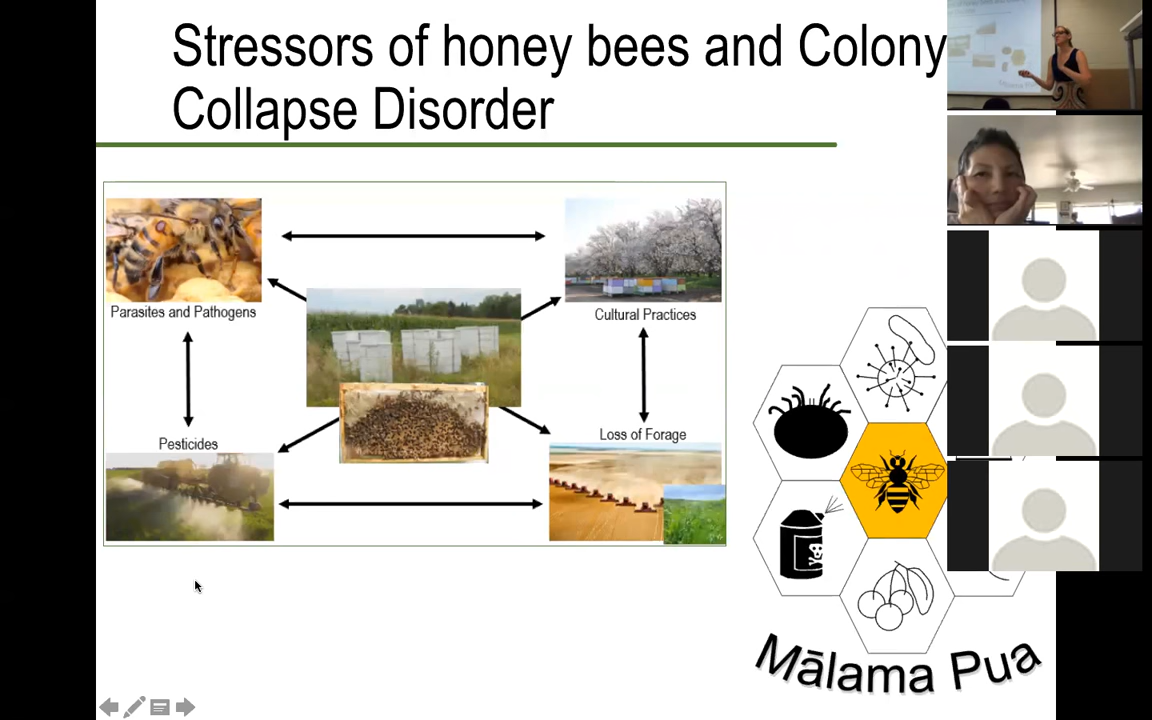 Stressors of honey bees and Colony
Collapse Disorder
Parasites and Pathogens
Cultural Practices
Pesticides
Loss of Forage
Mālama Pua